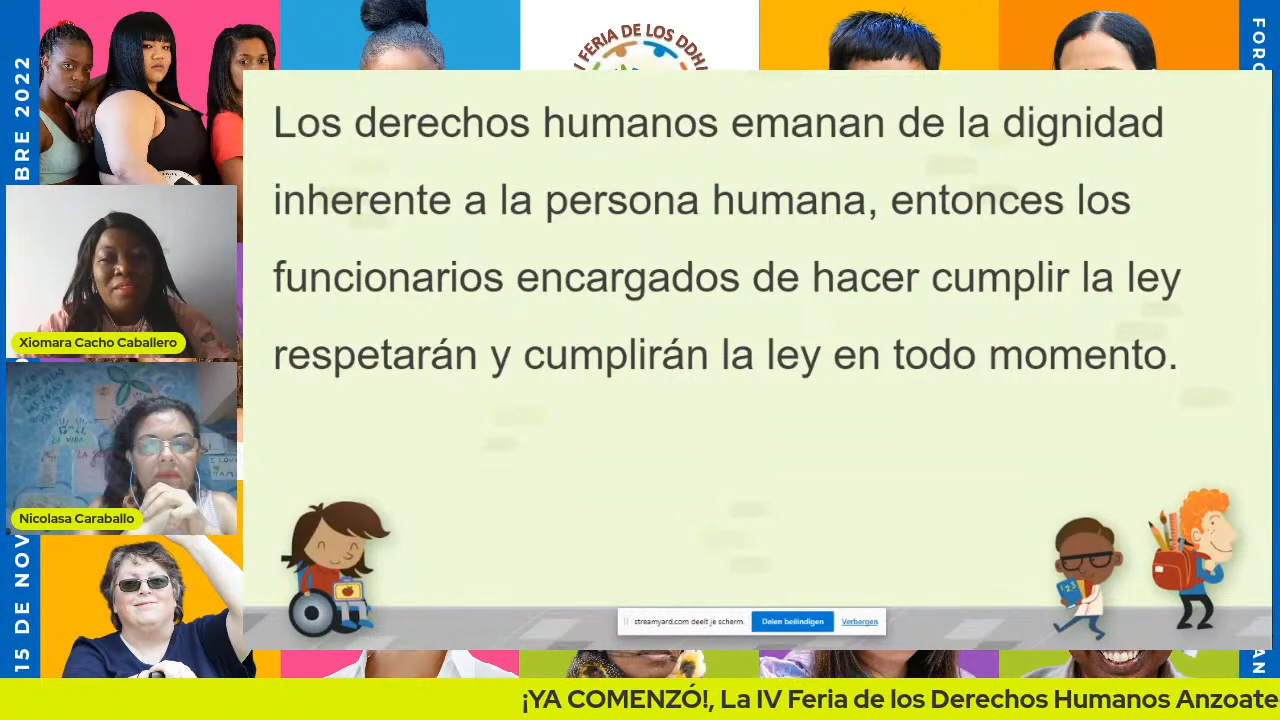 FERIA DE LOS DDH
15 DE NOV
BRE 2022
Los derechos humanos emanan de la dignidad
inherente a la persona humana, entonces los
funcionarios encargados de hacer cumplir la ley
respetarán y cumplirán la ley en todo momento.
Xiomara Cacho Caballero
LA VIDA
Nicolasa Caraballo
123
streamyard.com deelt je scherm.
Delen beëindigen
Verbergen
¡YA COMENZÓ!, La IV Feria de los Derechos Humanos Anzoate